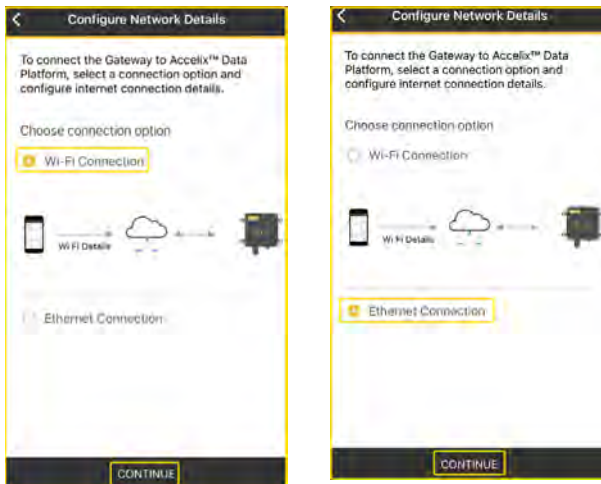 Configure Network Details
To connect the Gateway to Accelix™ Data
Platform, select a connection option and
configure internet connection details.
Choose connection option
Wi-Fi Connection
Wi Fi Details
Ethernet Connection
CONTINUE
Configure Network Details
To connect the Gateway to Accelix™ Data
Platform, select a connection option and
configure internet connection details.
Choose connection option
Wi-Fi Connection
Wi Fi Details
Ethernet Connection
CONTINUE